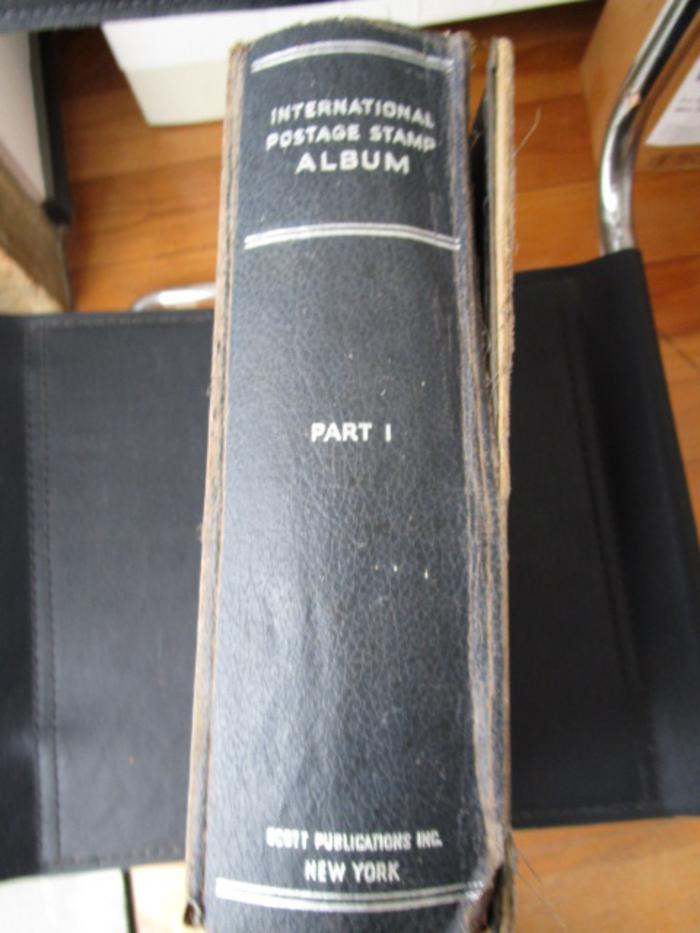 INTERNATIONAL
POSTAGE STAMP
ALBUM
PART I
SCOTT PUBLICATIONS INC.
NEW YORK